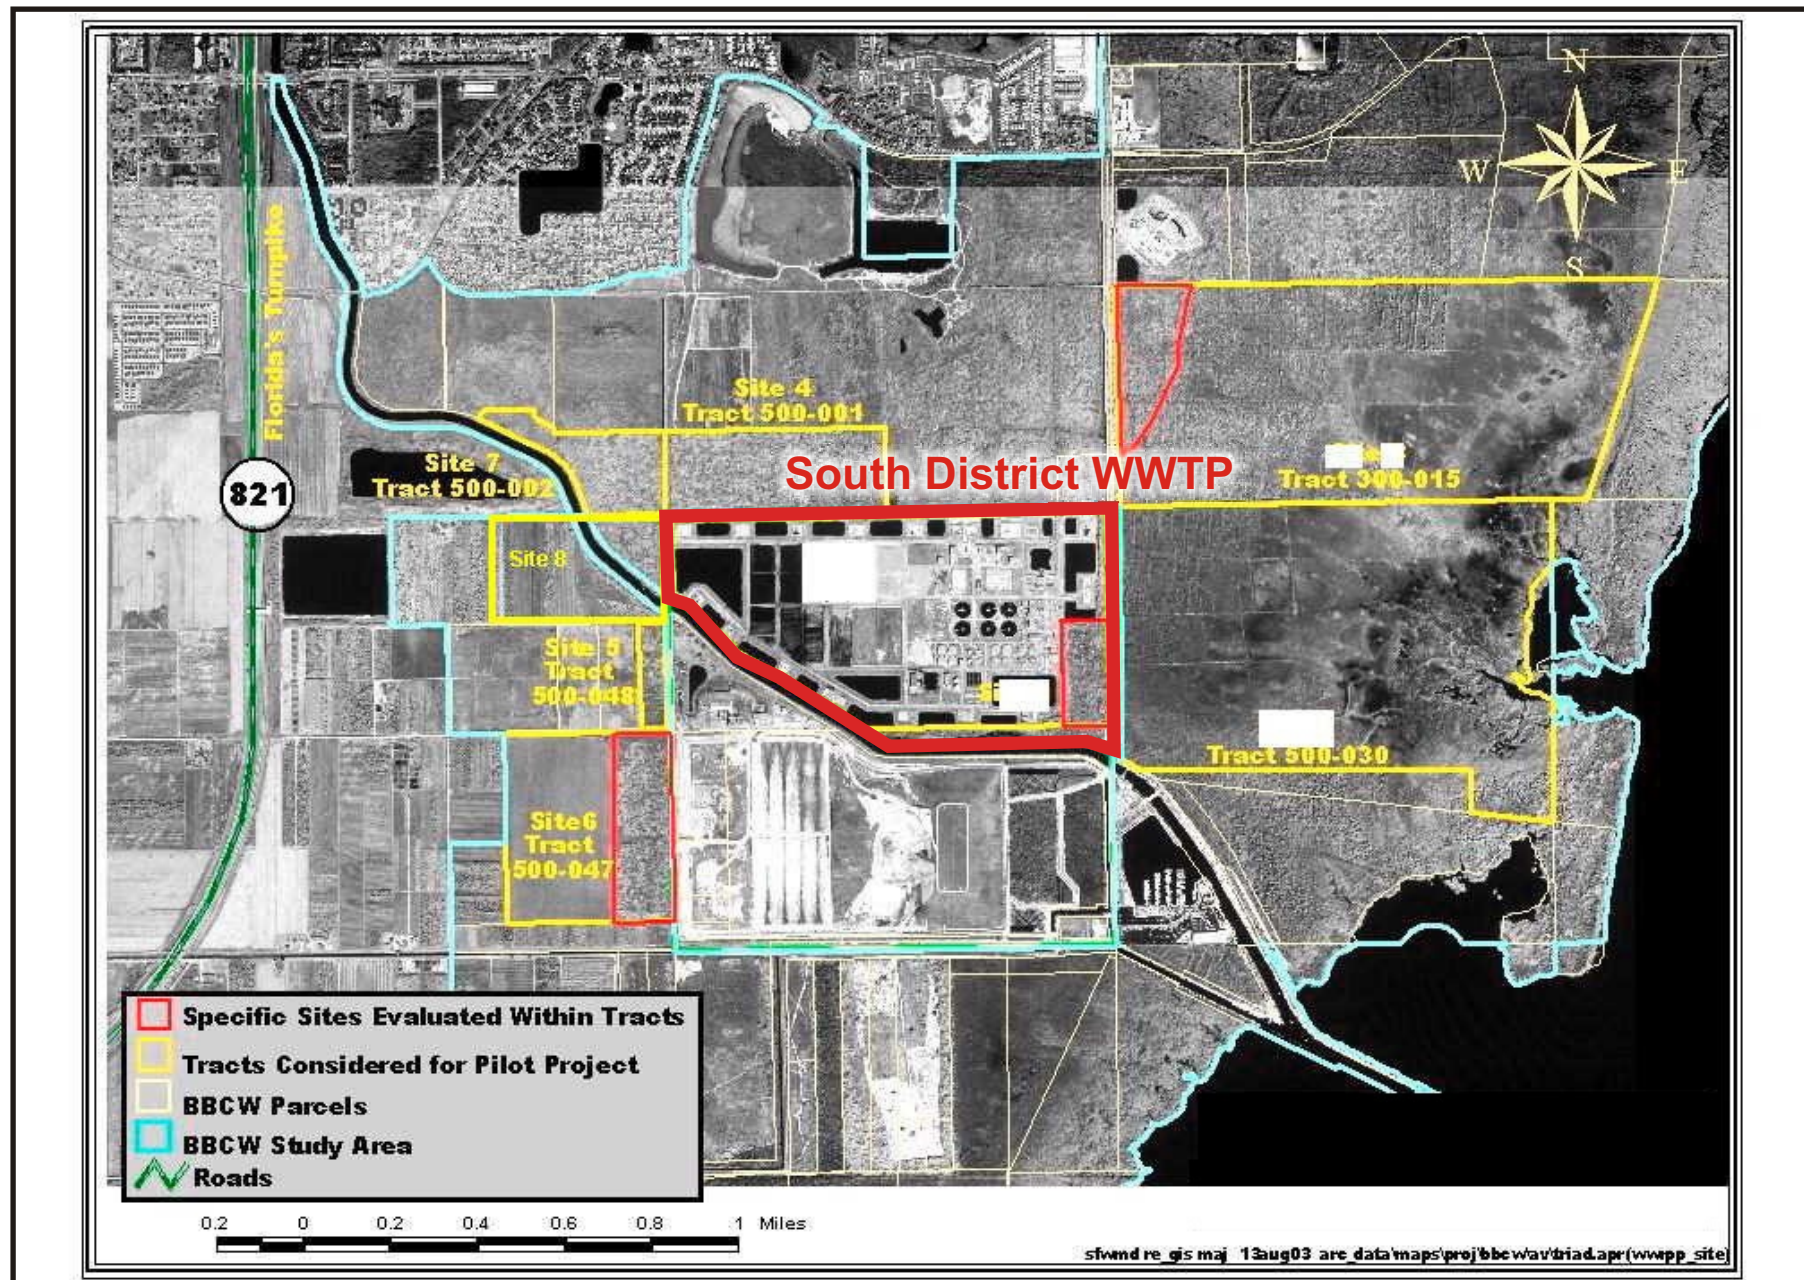 N
W
E
S
Florida's Turnpike
Site 4
Tract 500-001
Site 7
Tract 500-002
South District WWTP
Tract 300-015
821
Site 8
Site 5
Tract
500-048
Tract 500-030
Site6
Tract
500-047
Specific Sites Evaluated Within Tracts
Tracts Considered for Pilot Project
BBCW Parcels
BBCW Study Area
Roads
0.2 0 0.2 0.4 0.6 0.8 1 Miles
sfwmd re_gis maj 13aug03 arc_data\maps\proj\bbcw\av\triad.apr(wwrpp_site)